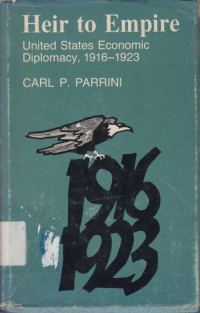 Heir to Empire
United States Economic
Diplomacy, 1916–1923
CARL P. PARRINI
1916
1923